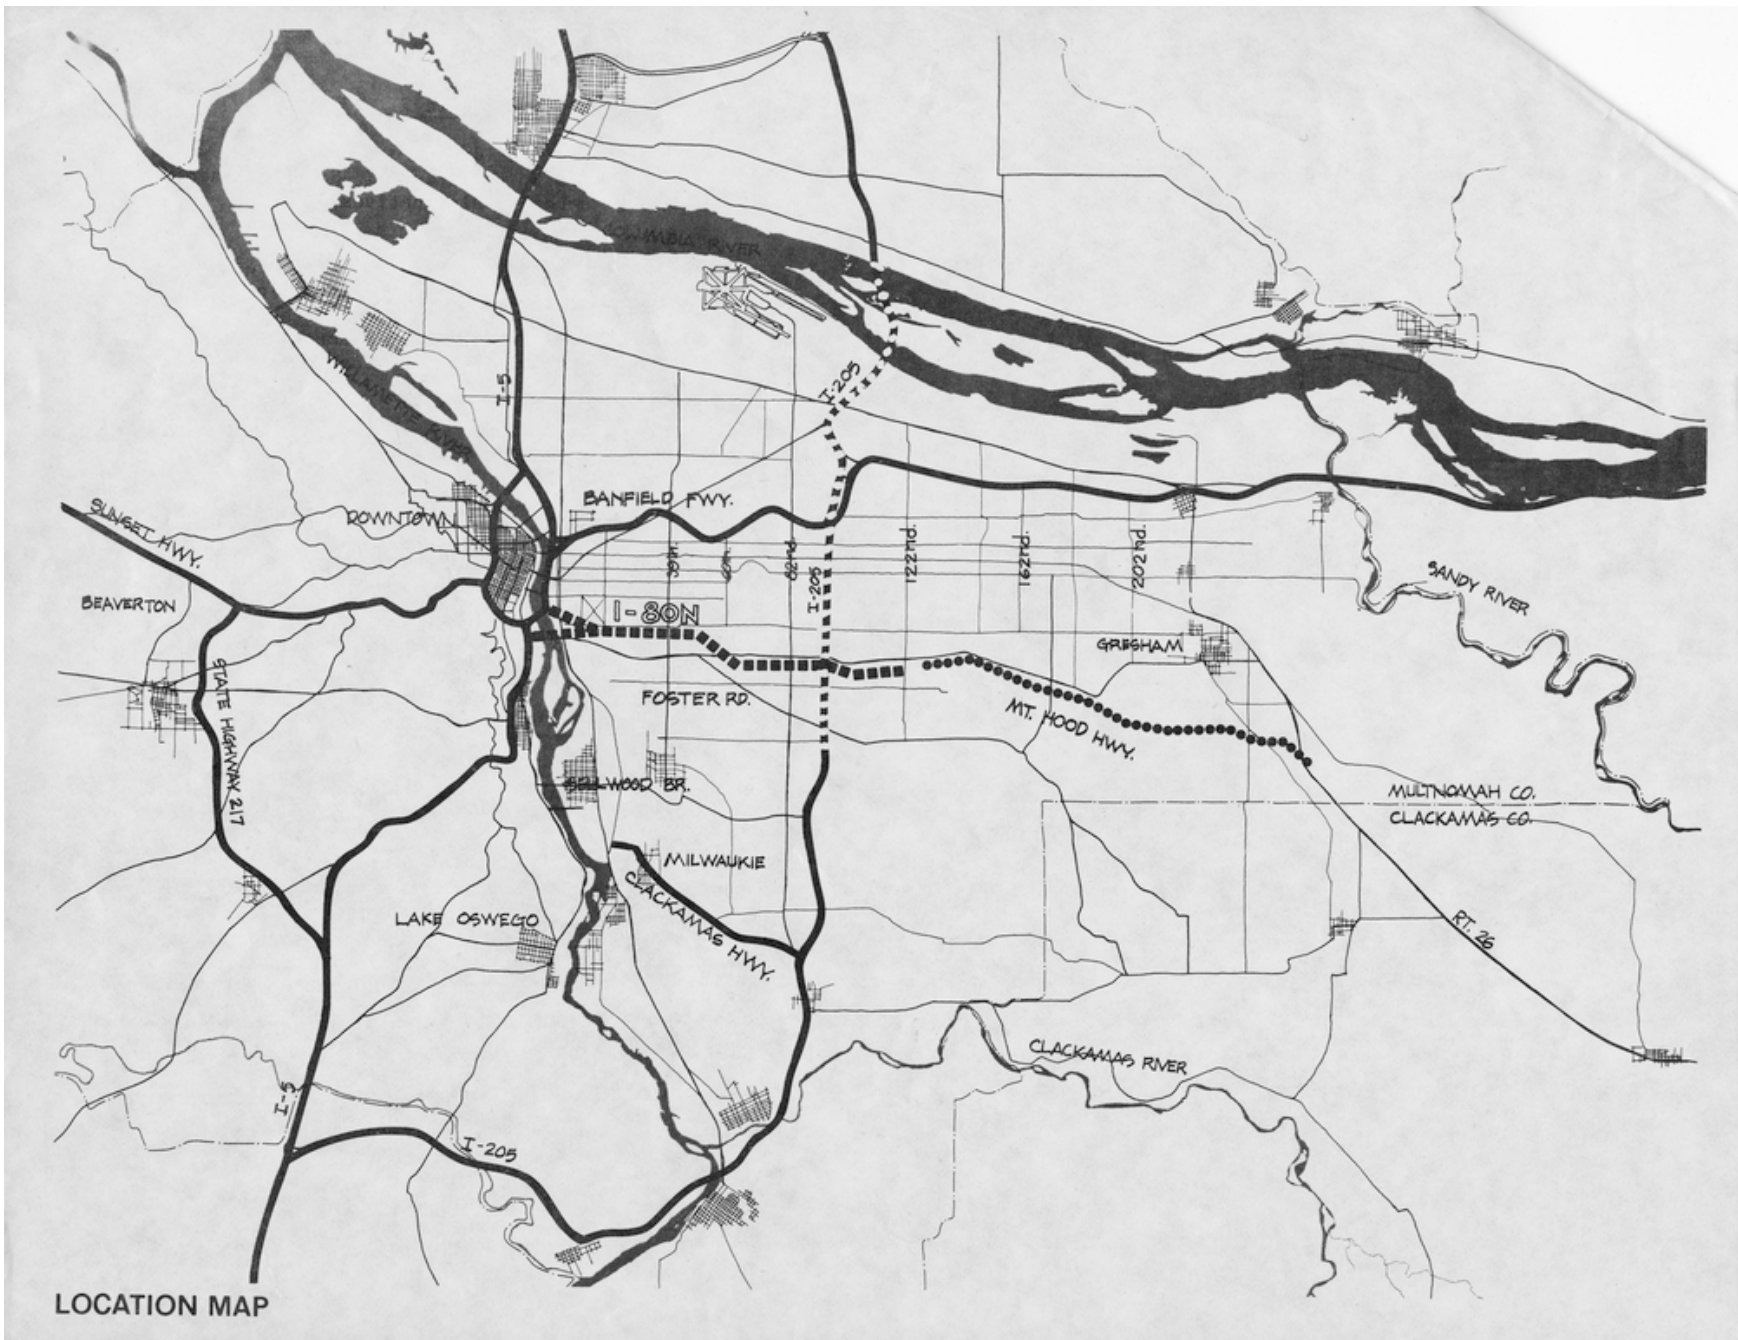 COLUMBIA RIVER
I-205
I-5
WILLAMETTE RIVER
SUNSET HWY.
DOWNTOWN
BANFIELD FWY.
39th.
60th.
82nd.
I-205
122nd.
162nd.
202nd.
SANDY RIVER
BEAVERTON
I-80N
GRESHAM
STATE HIGHWAY 217
FOSTER RD.
MT. HOOD HWY.
SELLWOOD BR.
MULTNOMAH CO.
CLACKAMAS CO.
MILWAUKIE
CLACKAMAS HWY.
LAKE OSWEGO
RT. 26
CLACKAMAS RIVER
I-5
I-205
LOCATION MAP